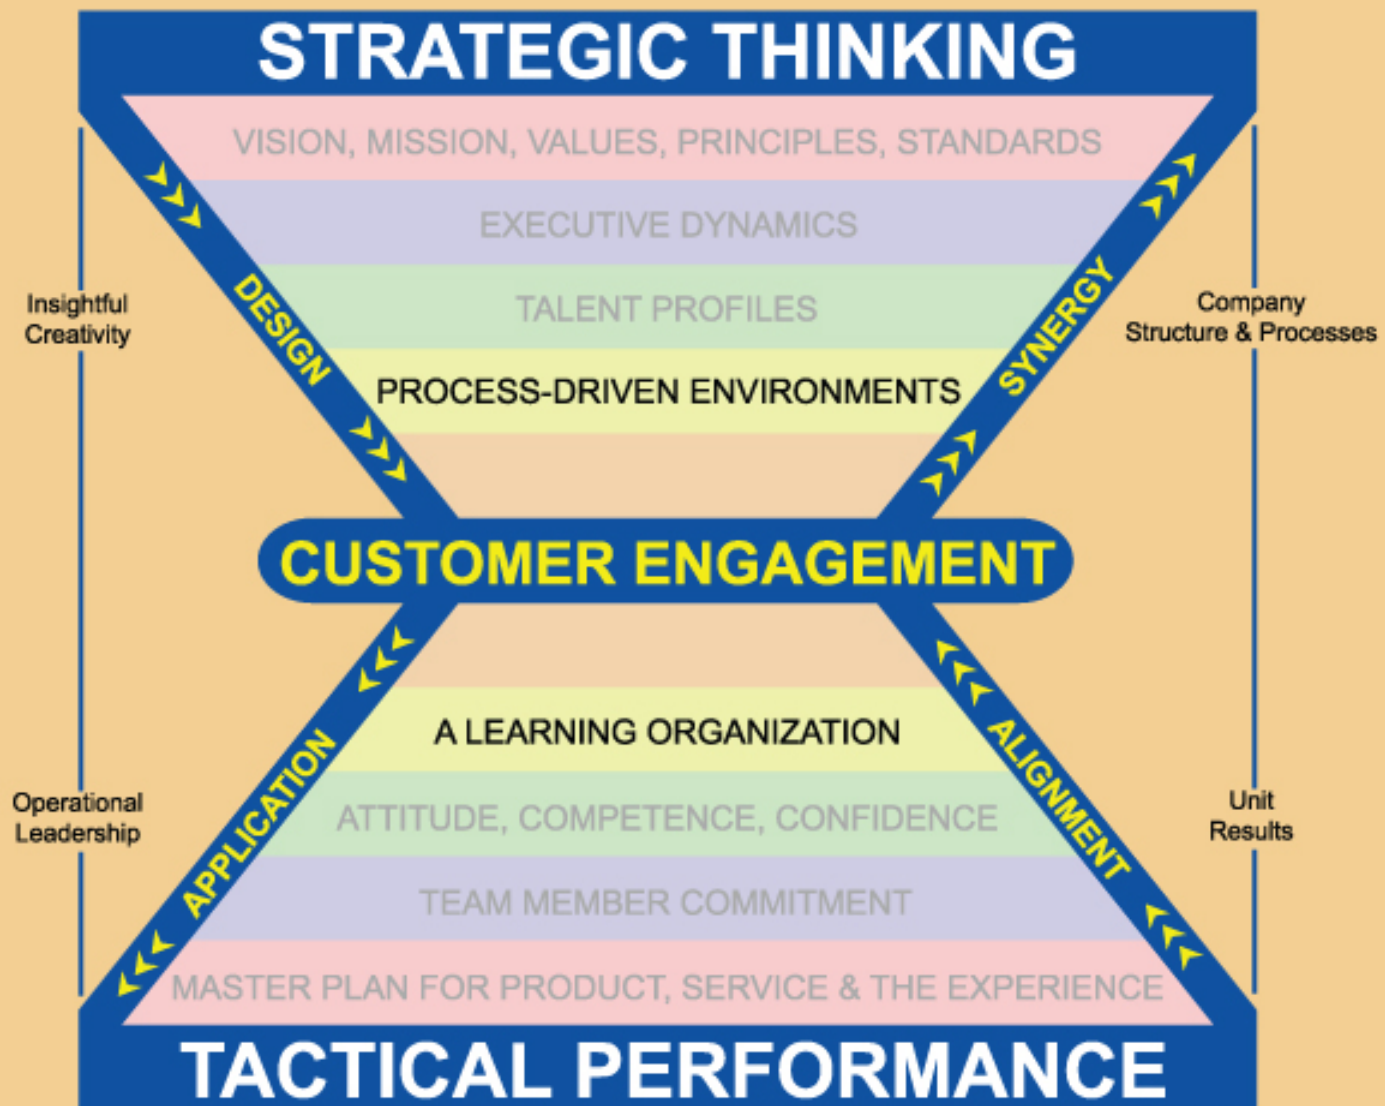 STRATEGIC THINKING
VISION, MISSION, VALUES, PRINCIPLES, STANDARDS
EXECUTIVE DYNAMICS
TALENT PROFILES
PROCESS-DRIVEN ENVIRONMENTS
DESIGN
SYNERGY
Insightful
Creativity
Company
Structure & Processes
CUSTOMER ENGAGEMENT
A LEARNING ORGANIZATION
ATTITUDE, COMPETENCE, CONFIDENCE
TEAM MEMBER COMMITMENT
MASTER PLAN FOR PRODUCT, SERVICE & THE EXPERIENCE
APPLICATION
ALIGNMENT
Operational
Leadership
Unit
Results
TACTICAL PERFORMANCE